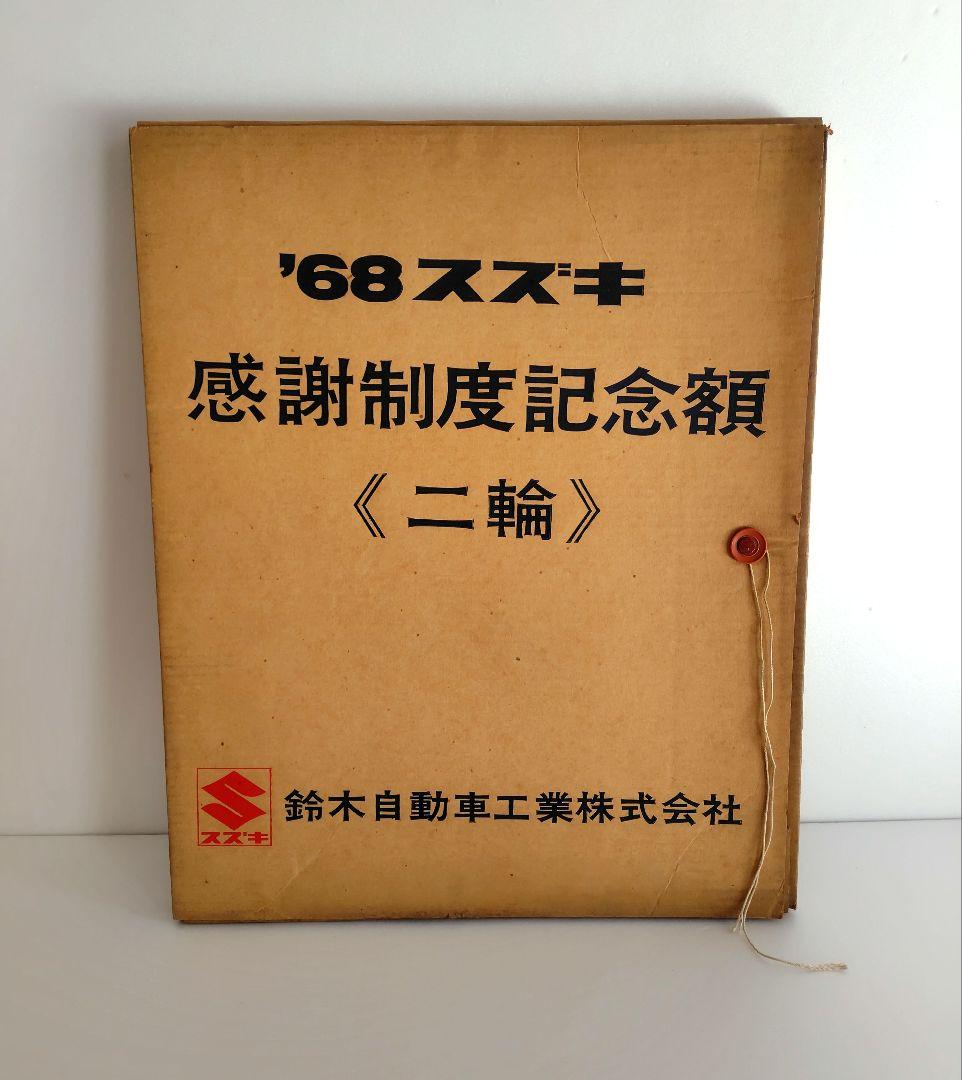 '68スズキ
感謝制度記念額
《二輪》
スズキ
鈴木自動車工業株式会社